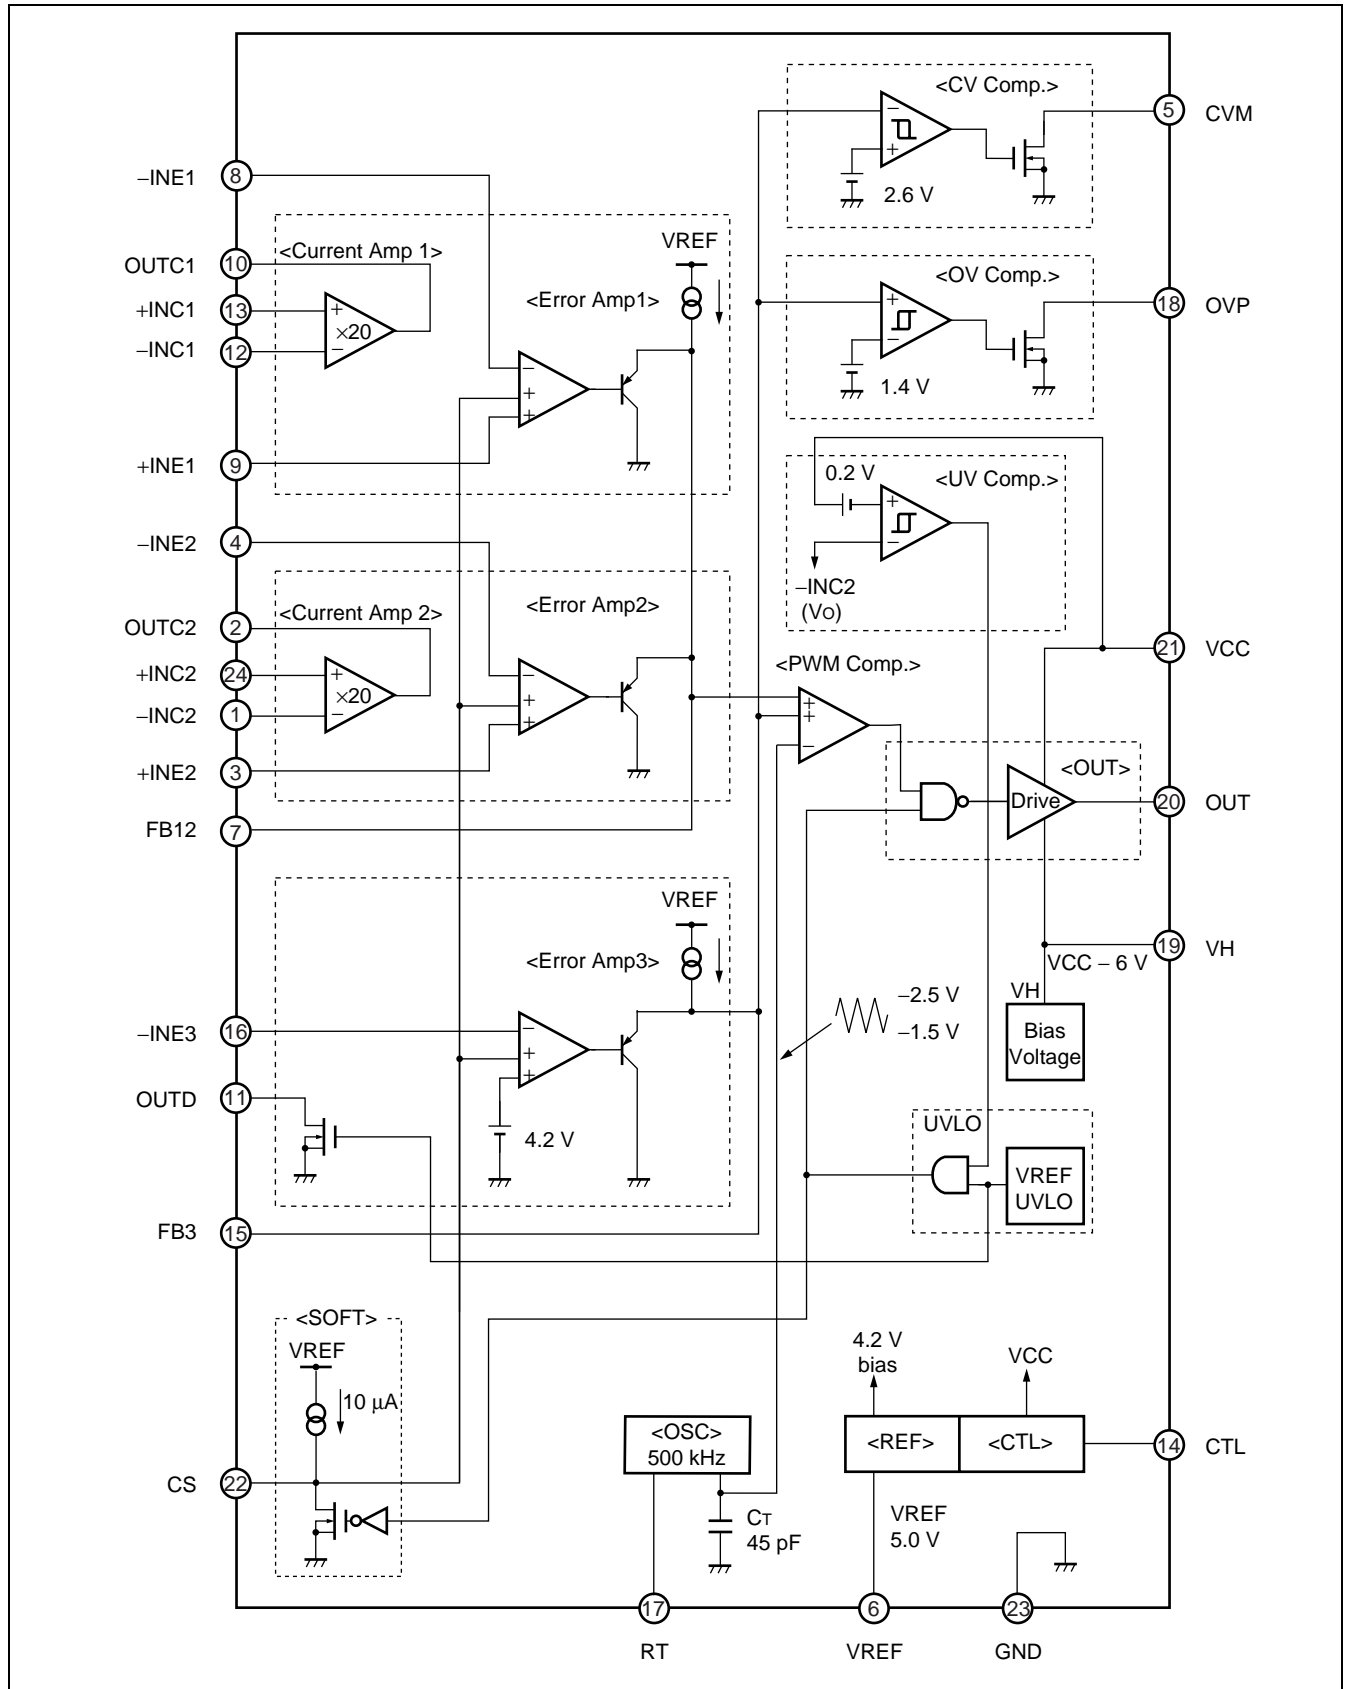 <CV Comp.>
−
+
2.6 V
5
CVM
−INE1
8
<Current Amp 1>
OUTC1
10
+INC1
13
−INC1
12
+
×20
−
VREF
<Error Amp1>
−
+
+
+INE1
9
<OV Comp.>
+
−
1.4 V
18
OVP
0.2 V
<UV Comp.>
+
−
−INC2
(VO)
−INE2
4
<Current Amp 2>
<Error Amp2>
OUTC2
2
+INC2
24
−INC2
1
+
×20
−
−
+
+
+INE2
3
FB12
7
21
VCC
<PWM Comp.>
+
+
−
<OUT>
Drive
20
OUT
19
VH
VCC − 6 V
VH
Bias
Voltage
VREF
<Error Amp3>
−2.5 V
−1.5 V
−INE3
16
−
+
+
OUTD
11
4.2 V
UVLO
VREF
UVLO
FB3
15
<SOFT>
VREF
10 µA
CS
22
4.2 V
bias
VCC
<OSC>
500 kHz
<REF>
<CTL>
14
CTL
CT
45 pF
VREF
5.0 V
17
6
23
RT
VREF
GND